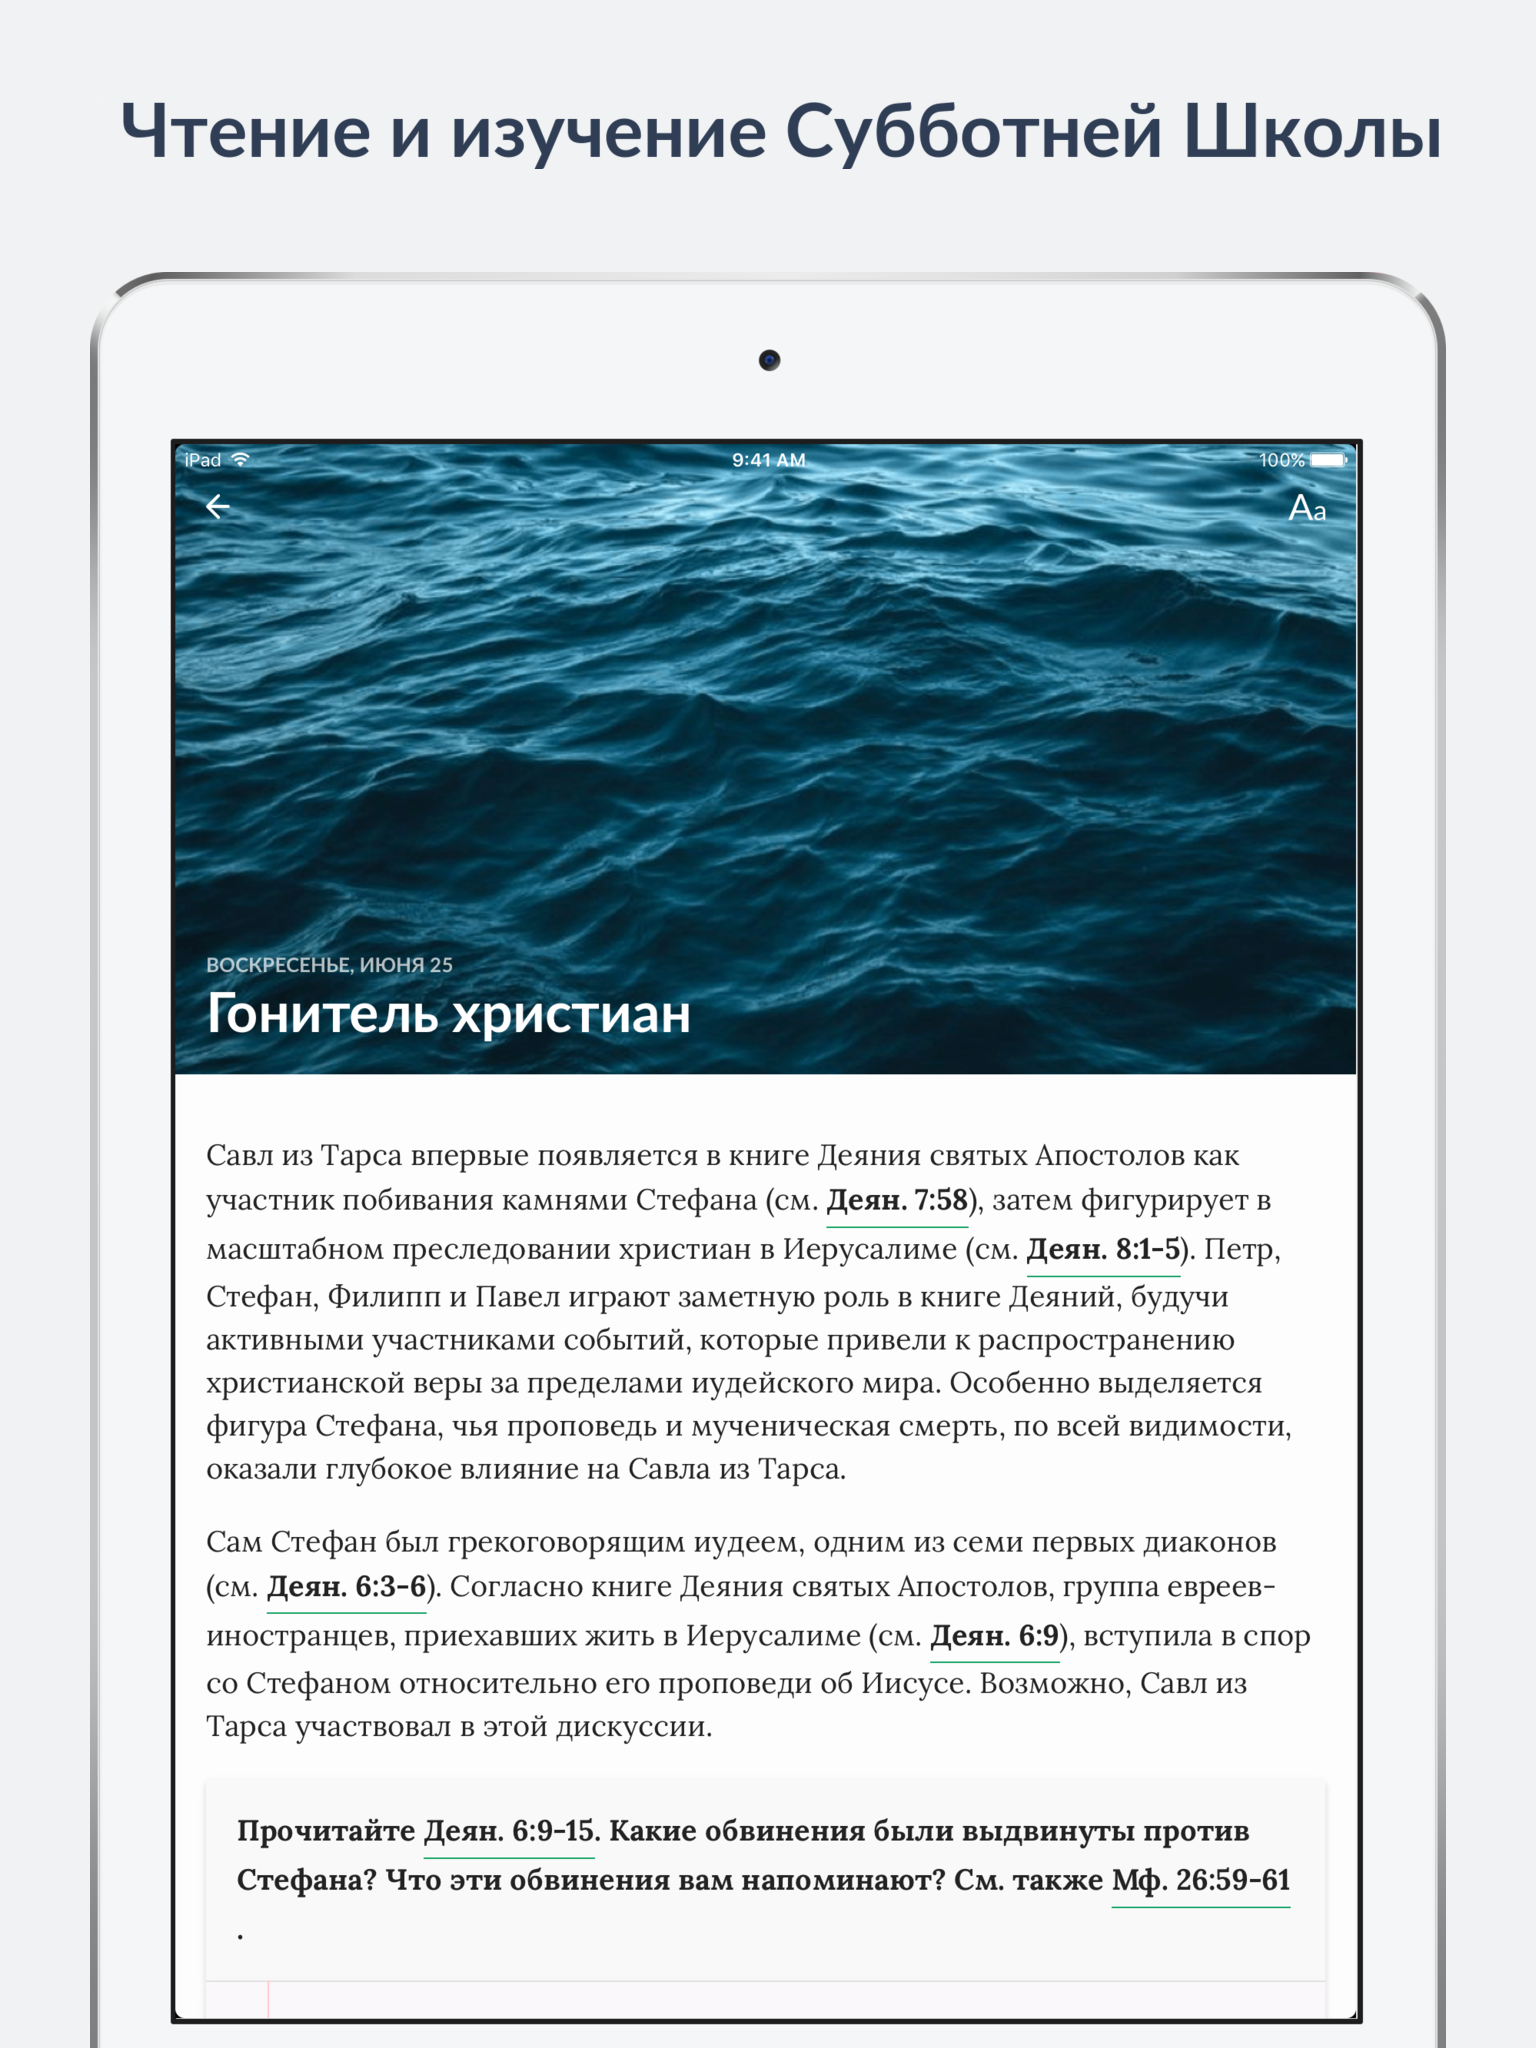 Чтение и изучение Субботней Школы
iPad
9:41 AM
100%
Aa
ВОСКРЕСЕНЬЕ, ИЮНЯ 25
Гонитель христиан
Савл из Тарса впервые появляется в книге Деяния святых Апостолов как
участник побивания камнями Стефана (см. Деян. 7:58), затем фигурирует в
масштабном преследовании христиан в Иерусалиме (см. Деян. 8:1–5). Петр,
Стефан, Филипп и Павел играют заметную роль в книге Деяний, будучи
активными участниками событий, которые привели к распространению
христианской веры за пределами иудейского мира. Особенно выделяется
фигура Стефана, чья проповедь и мученическая смерть, по всей видимости,
оказали глубокое влияние на Савла из Тарса.
Сам Стефан был грекоговорящим иудеем, одним из семи первых диаконов
(см. Деян. 6:3–6). Согласно книге Деяния святых Апостолов, группа евреев-
иностранцев, приехавших жить в Иерусалиме (см. Деян. 6:9), вступила в спор
со Стефаном относительно его проповеди об Иисусе. Возможно, Савл из
Тарса участвовал в этой дискуссии.
Прочитайте Деян. 6:9–15. Какие обвинения были выдвинуты против
Стефана? Что эти обвинения вам напоминают? См. также Мф. 26:59–61
.